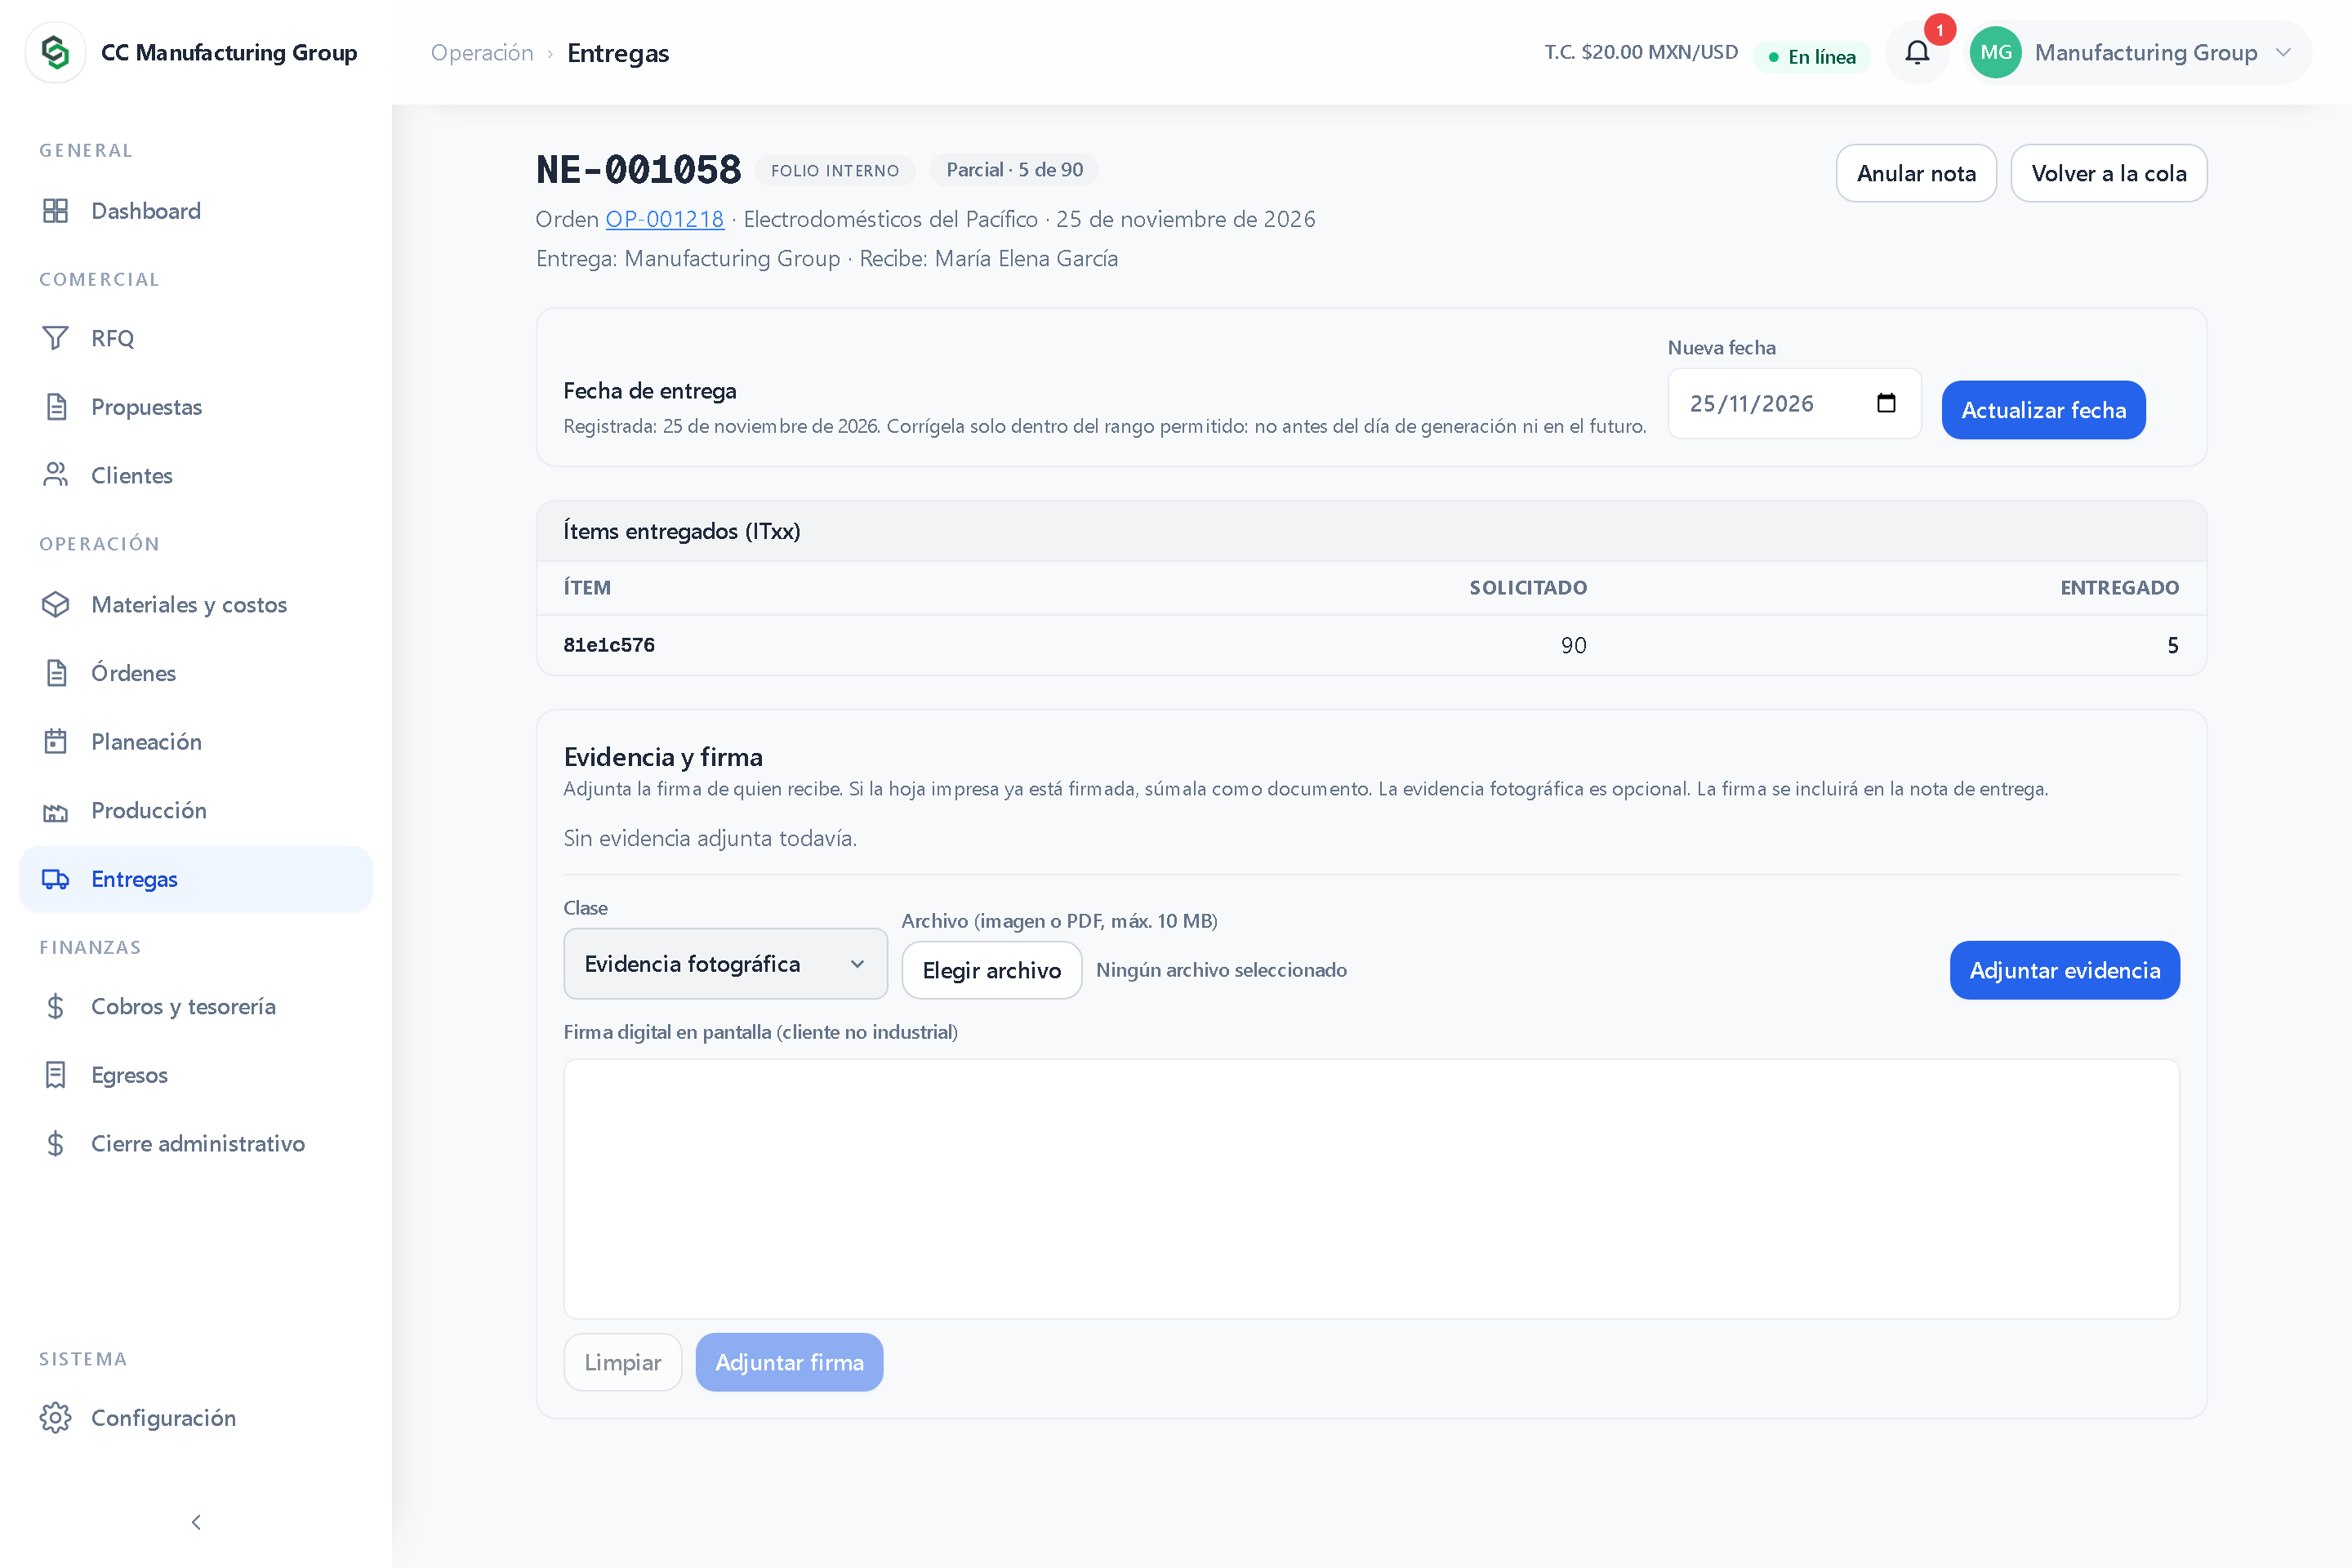 CC Manufacturing Group
Operación › Entregas
T.C. $20.00 MXN/USD
En línea
1
MG
Manufacturing Group
GENERAL
Dashboard
COMERCIAL
RFQ
Propuestas
Clientes
OPERACIÓN
Materiales y costos
Órdenes
Planeación
Producción
Entregas
FINANZAS
Cobros y tesorería
Egresos
Cierre administrativo
SISTEMA
Configuración
NE-001058 FOLIO INTERNO Parcial · 5 de 90
Anular nota
Volver a la cola
Orden OP-001218 · Electrodomésticos del Pacífico · 25 de noviembre de 2026
Entrega: Manufacturing Group · Recibe: María Elena García
Fecha de entrega
Registrada: 25 de noviembre de 2026. Corrígela solo dentro del rango permitido: no antes del día de generación ni en el futuro.
Nueva fecha
25/11/2026
Actualizar fecha
Ítems entregados (ITxx)
ÍTEM SOLICITADO ENTREGADO
81e1c576 90 5
Evidencia y firma
Adjunta la firma de quien recibe. Si la hoja impresa ya está firmada, súmala como documento. La evidencia fotográfica es opcional. La firma se incluirá en la nota de entrega.
Sin evidencia adjunta todavía.
Clase
Evidencia fotográfica
Archivo (imagen o PDF, máx. 10 MB)
Elegir archivo Ningún archivo seleccionado
Adjuntar evidencia
Firma digital en pantalla (cliente no industrial)
Limpiar
Adjuntar firma